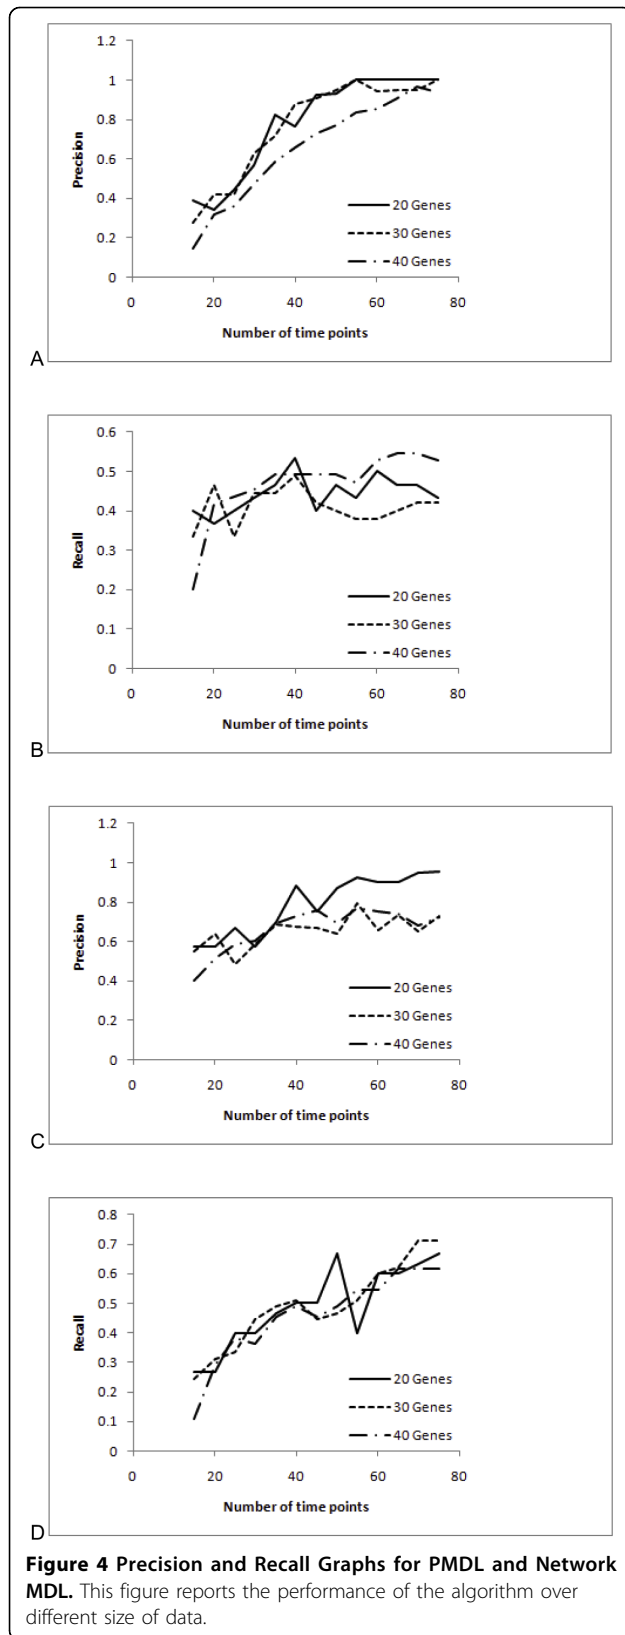 1.2
1
0.8
0.6
0.4
0.2
0
Precision
20 Genes
30 Genes
40 Genes
0 20 40 60 80
Number of time points
A
0.6
0.5
0.4
0.3
0.2
0.1
0
Recall
20 Genes
30 Genes
40 Genes
0 20 40 60 80
Number of time points
B
1.2
1
0.8
0.6
0.4
0.2
0
Precision
20 Genes
30 Genes
40 Genes
0 20 40 60 80
Number of time points
C
0.8
0.7
0.6
0.5
0.4
0.3
0.2
0.1
0
Recall
20 Genes
30 Genes
40 Genes
0 20 40 60 80
Number of time points
D
Figure 4 Precision and Recall Graphs for PMDL and Network
MDL. This figure reports the performance of the algorithm over
different size of data.